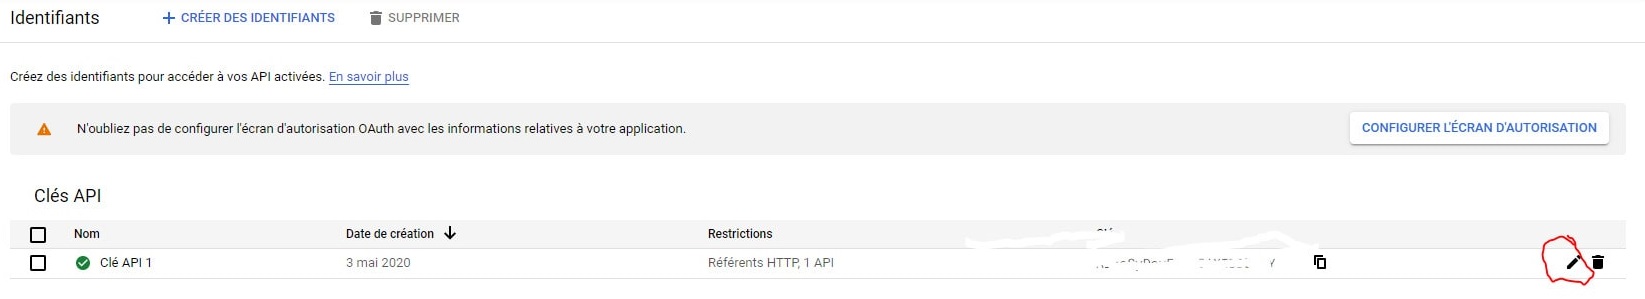 Identifiants
CRÉER DES IDENTIFIANTS
SUPPRIMER
Créez des identifiants pour accéder à vos API activées. En savoir plus
N'oubliez pas de configurer l'écran d'autorisation OAuth avec les informations relatives à votre application.
CONFIGURER L'ÉCRAN D'AUTORISATION
Clés API
Nom Date de création Restrictions
Clé API 1 3 mai 2020 Référents HTTP, 1 API